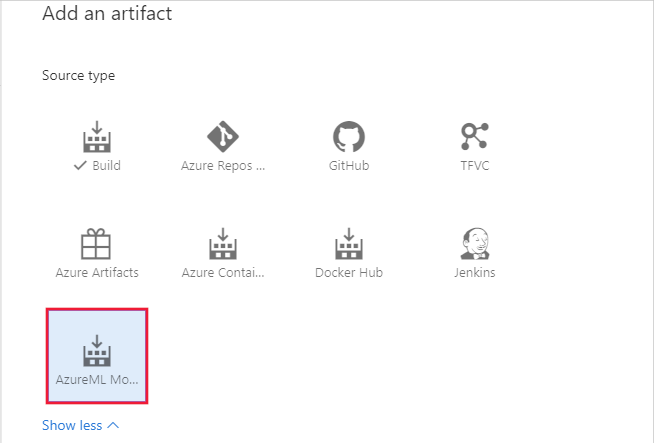 Add an artifact
Source type
Build
Azure Repos ...
GitHub
TFVC
Azure Artifacts
Azure Contai...
Docker Hub
Jenkins
AzureML Mo...
Show less